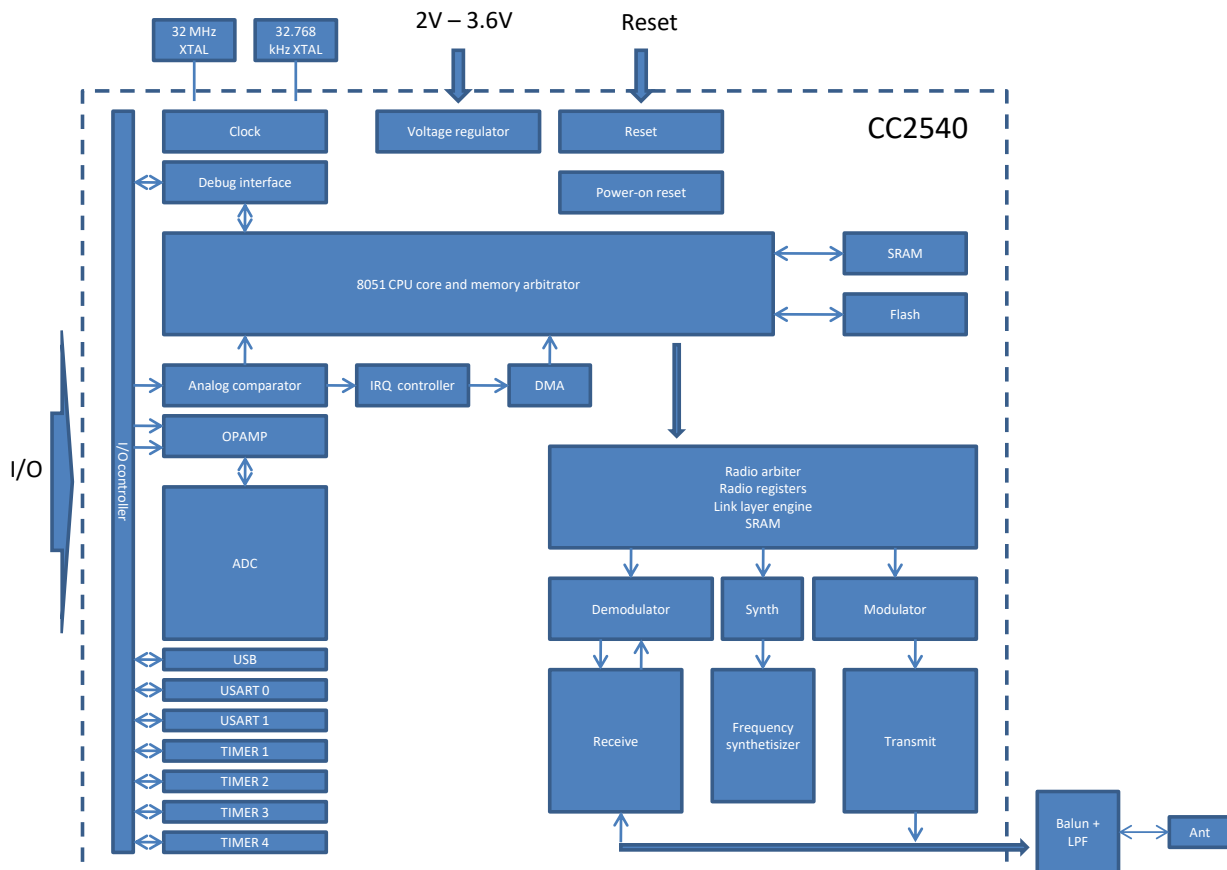 32 MHz
XTAL
32.768
kHz XTAL
2V – 3.6V
Reset
Clock
Voltage regulator
Reset
CC2540
Debug interface
Power-on reset
8051 CPU core and memory arbitrator
SRAM
Flash
Analog comparator
IRQ controller
DMA
OPAMP
I/O
I/O controller
Radio arbiter
Radio registers
Link layer engine
SRAM
ADC
Demodulator
Synth
Modulator
USB
USART 0
USART 1
TIMER 1
TIMER 2
TIMER 3
TIMER 4
Receive
Frequency
synthetisizer
Transmit
Balun +
LPF
Ant